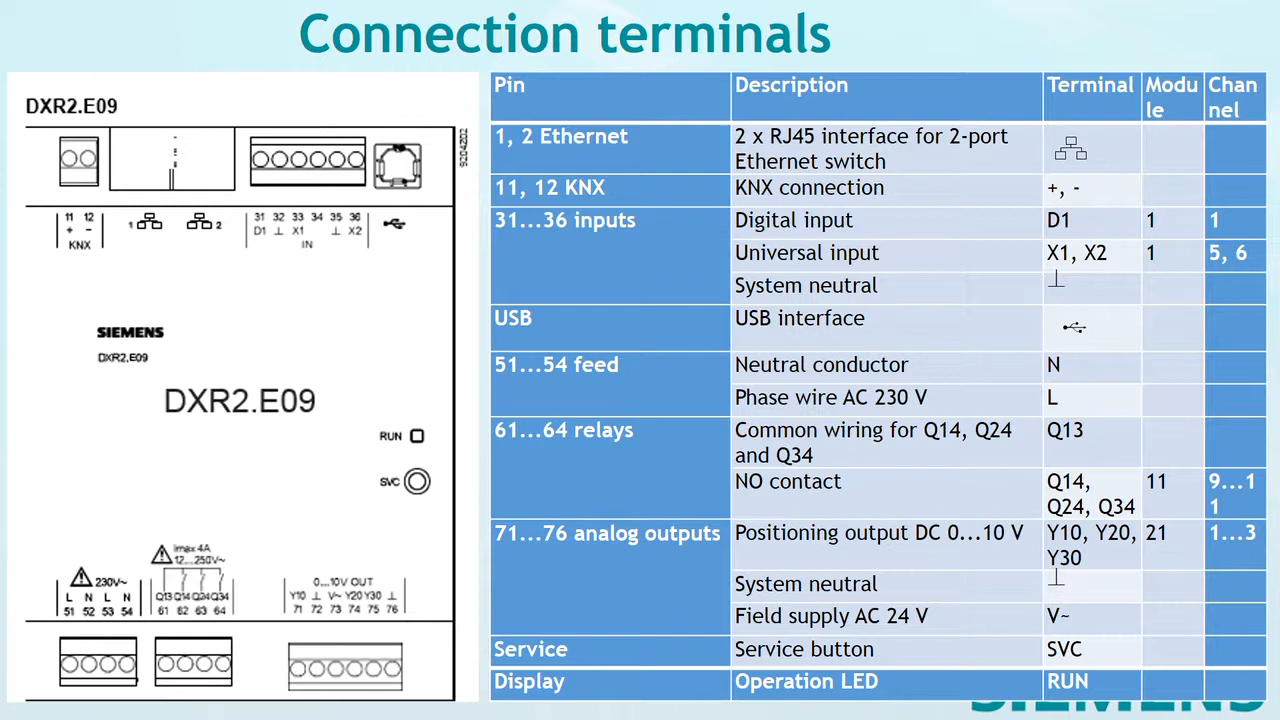 Connection terminals
DXR2.E09
9204Z02
11 12
+ -
KNX
1 2
31 32 33 34 35 36
D1 ⊥ X1 ⊥ X2
IN
SIEMENS
DXR2.E09
DXR2.E09
RUN
SVC
230V~
L N L N
51 52 53 54
Imax 4A
12...250V~
Q13 Q14 Q24 Q34
61 62 63 64
0...10V OUT
Y10 ⊥ V~ Y20 Y30 ⊥
71 72 73 74 75 76
Pin Description Terminal Modu Chan
le nel
1, 2 Ethernet 2 x RJ45 interface for 2-port
Ethernet switch
11, 12 KNX KNX connection +, -
31...36 inputs Digital input D1 1 1
Universal input X1, X2 1 5, 6
System neutral ⊥
USB USB interface
51...54 feed Neutral conductor N
Phase wire AC 230 V L
61...64 relays Common wiring for Q14, Q24 Q13
and Q34
NO contact Q14, 11 9...1
Q24, Q34 1
71...76 analog outputs Positioning output DC 0...10 V Y10, Y20, 21 1...3
Y30
System neutral ⊥
Field supply AC 24 V V~
Service Service button SVC
Display Operation LED RUN
SIEMENS